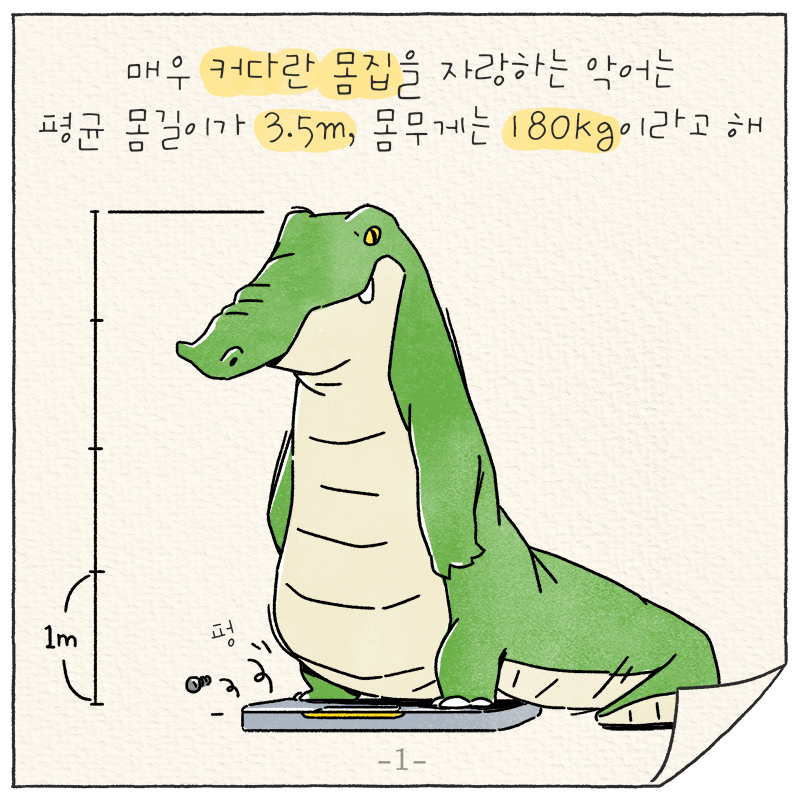 매우 커다란 몸집을 자랑하는 악어는
평균 몸길이가 3.5m, 몸무게는 180kg이라고 해
1m
펑
-1-